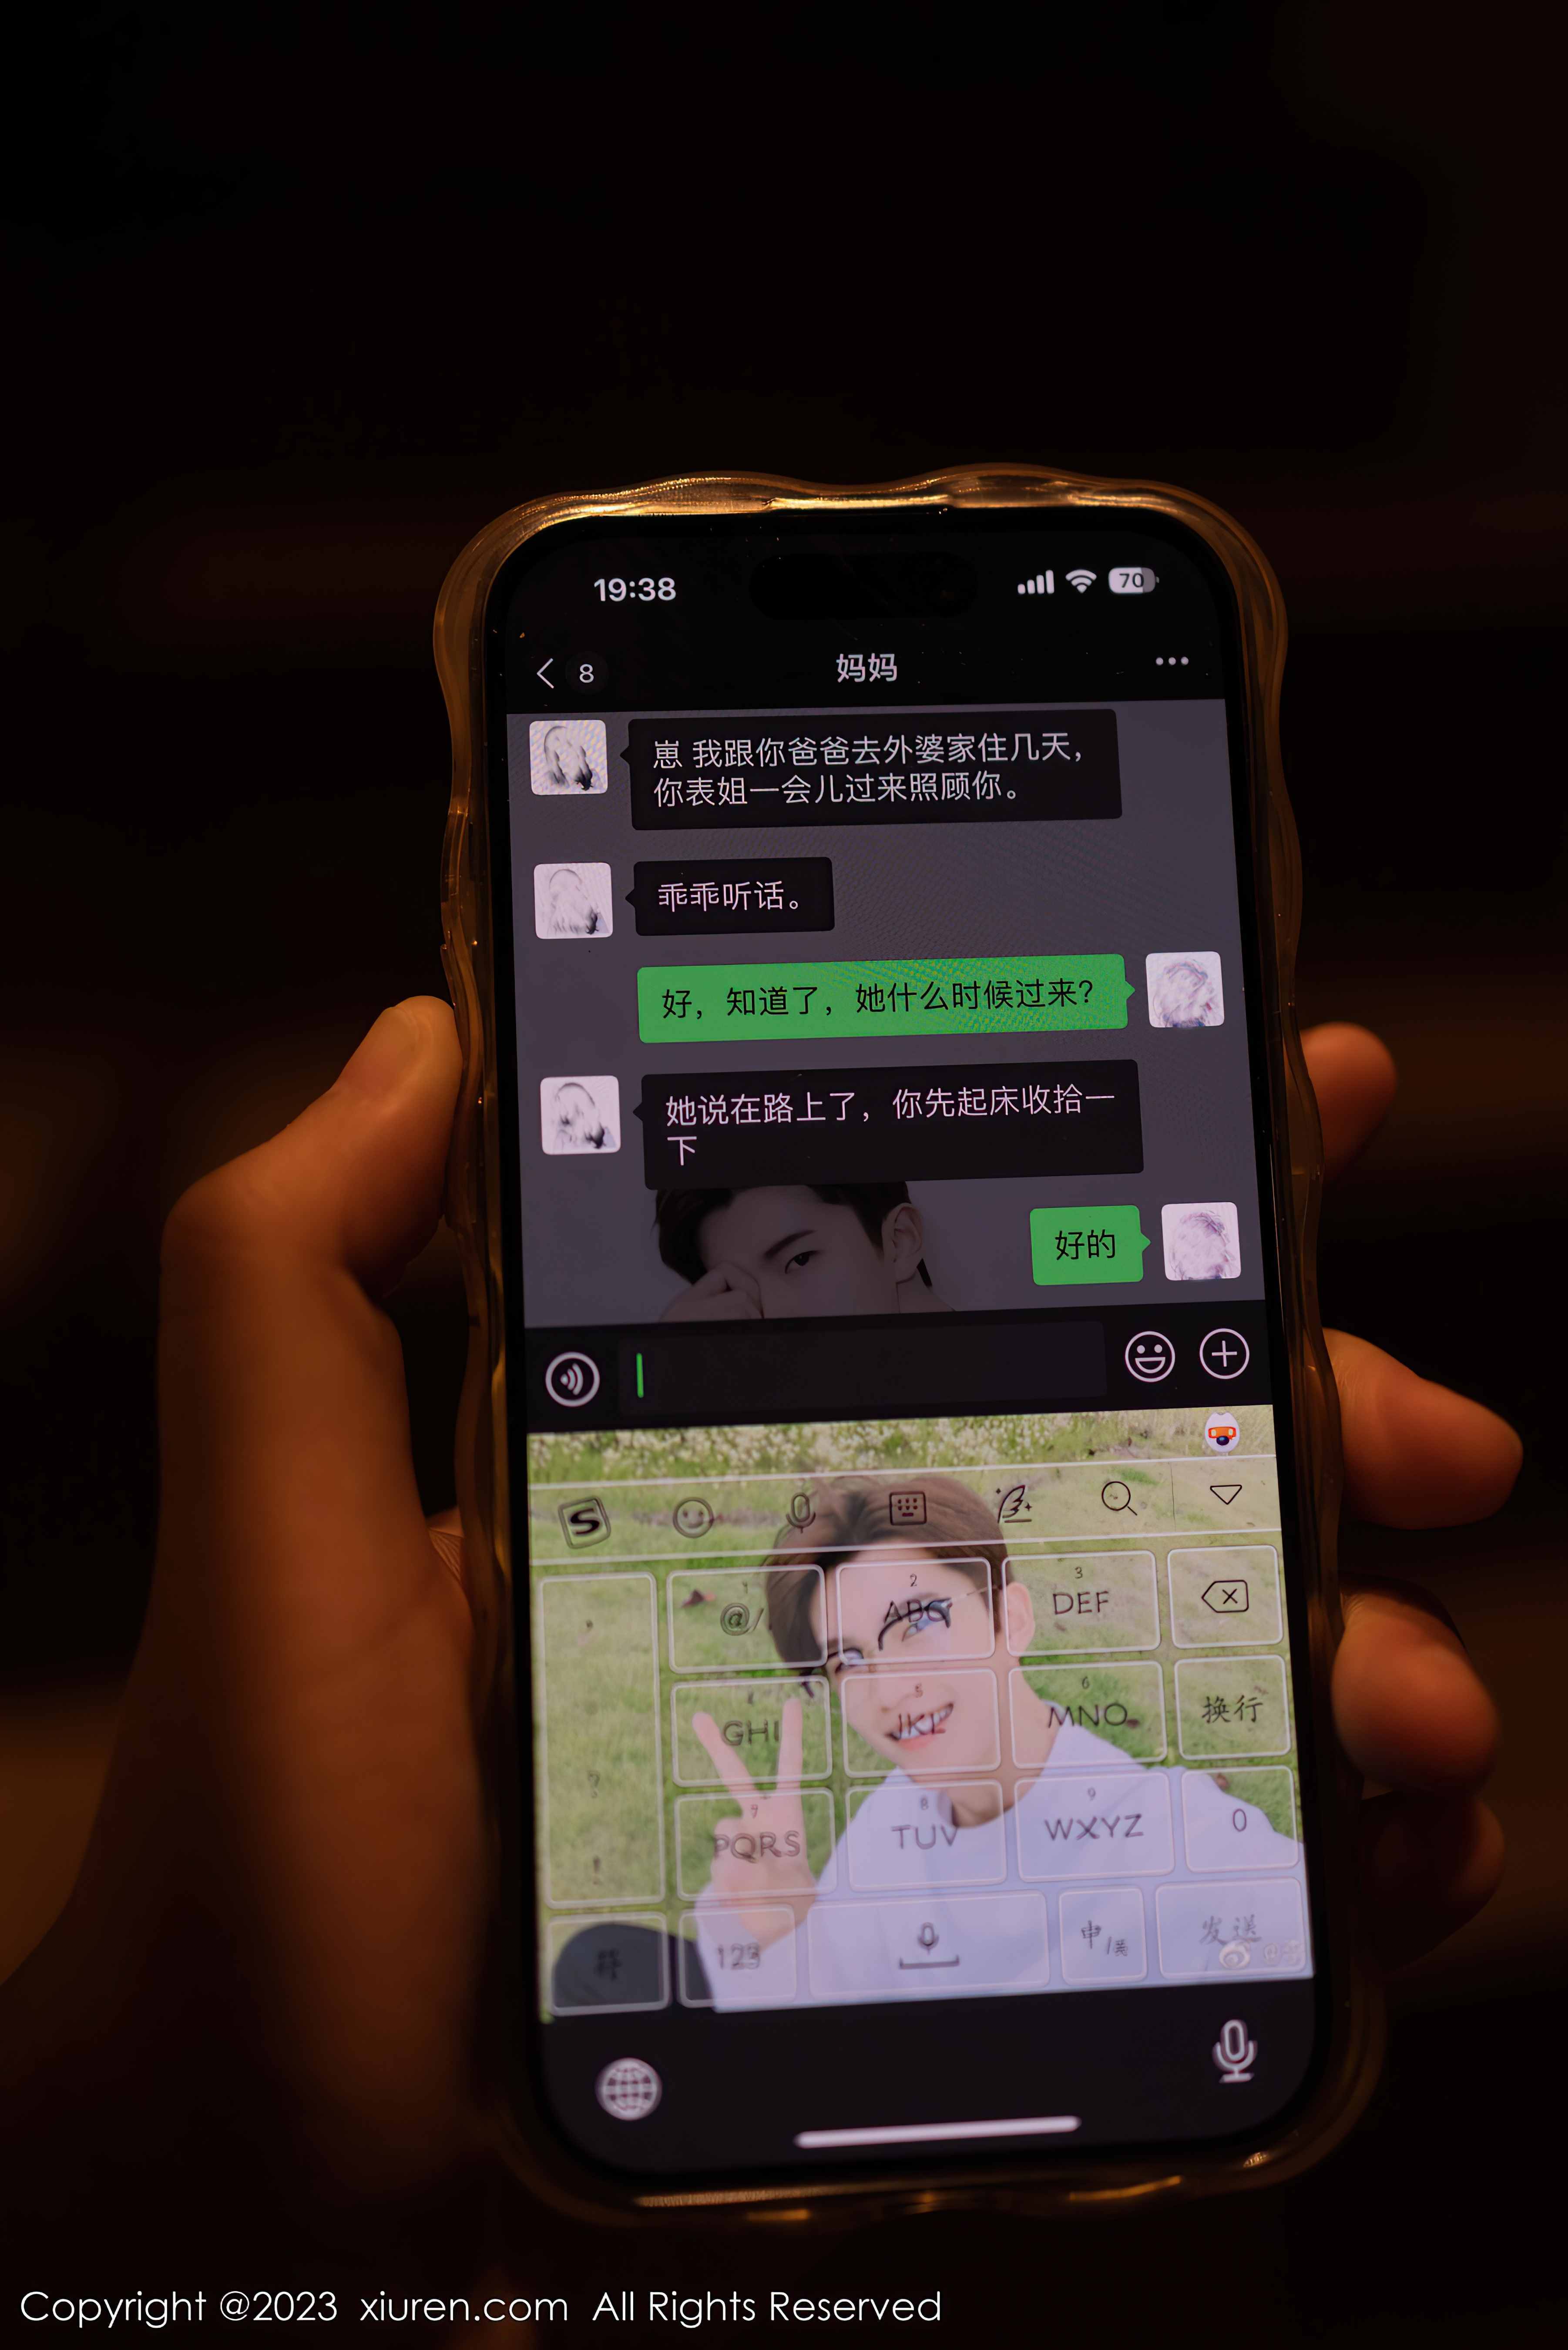 19:38
70
8
妈妈
崽 我跟你爸爸去外婆家住几天，
你表姐一会儿过来照顾你。
乖乖听话。
好，知道了，她什么时候过来？
她说在路上了，你先起床收拾一
下
好的
S
1 2 3
@/. ABC DEF
4 5 6
GHI JKL MNO 换行
7 8 9
PQRS TUV WXYZ 0
符 123 中/英 发送
Copyright @2023 xiuren.com All Rights Reserved